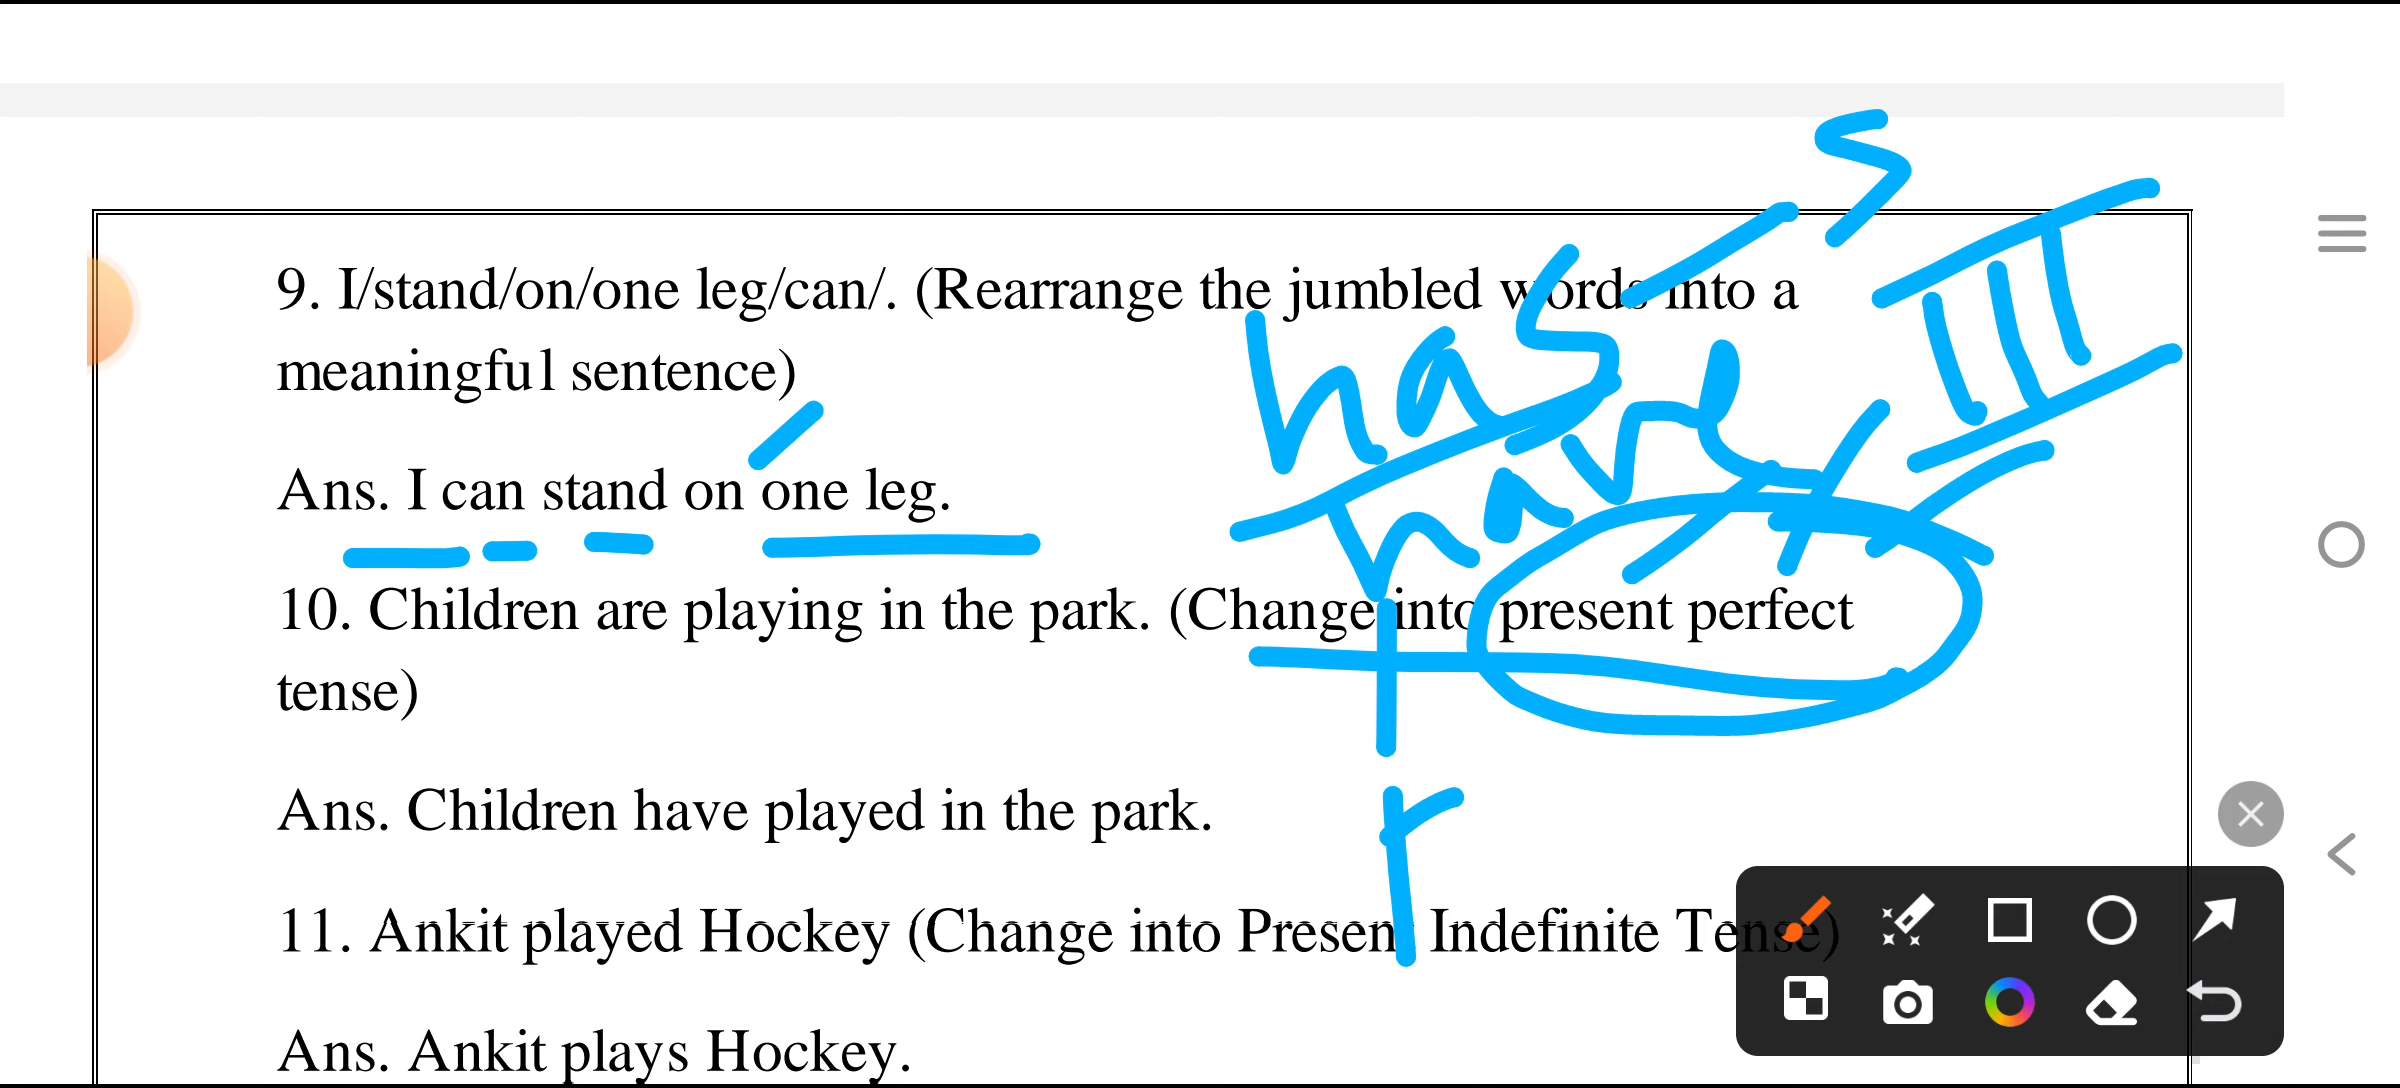 9. I/stand/on/one leg/can/. (Rearrange the jumbled words into a
meaningful sentence)
Ans. I can stand on one leg.
10. Children are playing in the park. (Change into present perfect
tense)
Ans. Children have played in the park.
11. Ankit played Hockey (Change into Present Indefinite Tense)
Ans. Ankit plays Hockey.
has
S
have
III